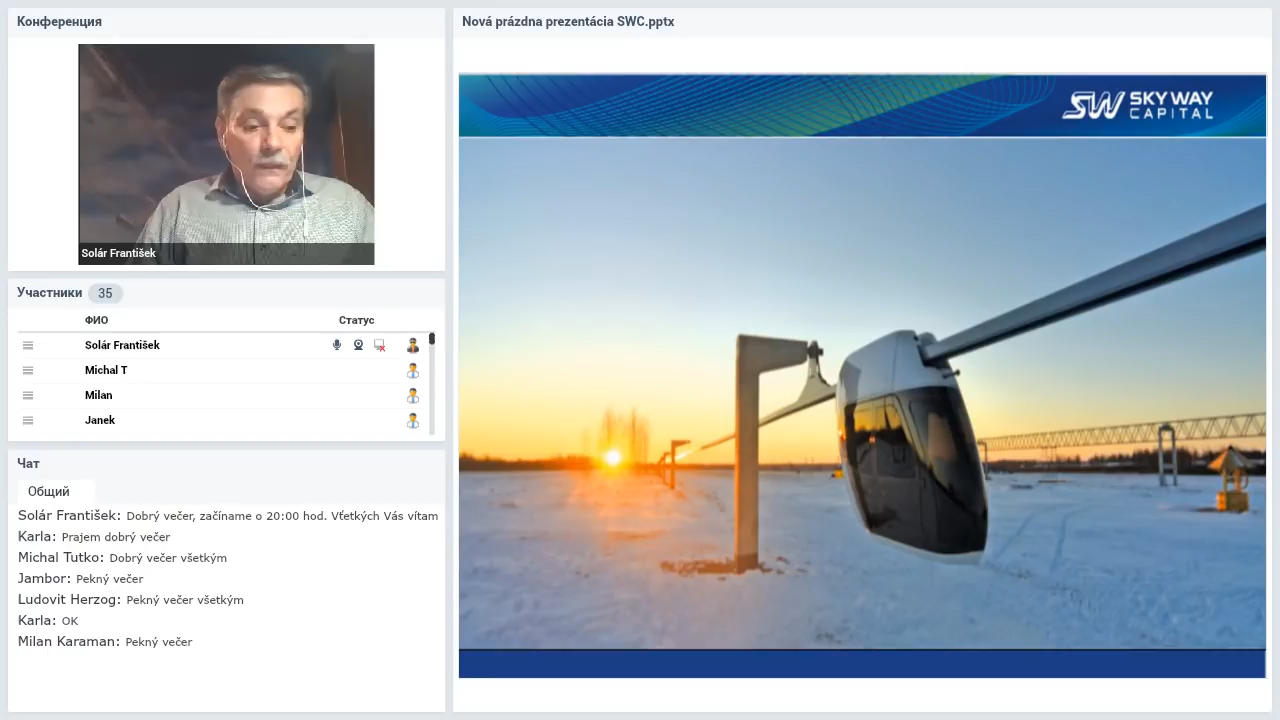 Конференция
Solár František
Участники 35
ФИО Статус
Solár František
Michal T
Milan
Janek
Чат
Общий
Solár František: Dobrý večer, začíname o 20:00 hod. Vťetkých Vás vítam
Karla: Prajem dobrý večer
Michal Tutko: Dobrý večer všetkým
Jambor: Pekný večer
Ludovit Herzog: Pekný večer všetkým
Karla: OK
Milan Karaman: Pekný večer
Nová prázdna prezentácia SWC.pptx
SW SKY WAY
CAPITAL